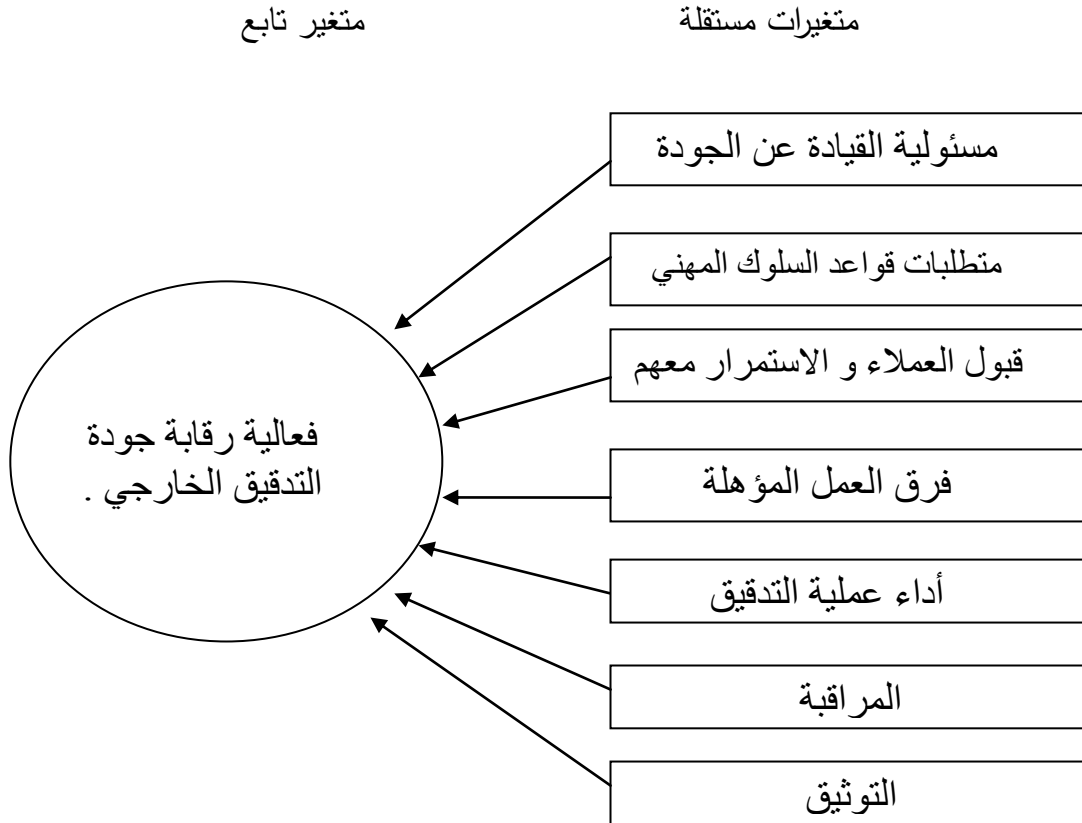 متغيرات مستقلة
متغير تابع
مسئولية القيادة عن الجودة
متطلبات قواعد السلوك المهني
قبول العملاء و الاستمرار معهم
فرق العمل المؤهلة
أداء عملية التدقيق
المراقبة
التوثيق
فعالية رقابة جودة
التدقيق الخارجي .